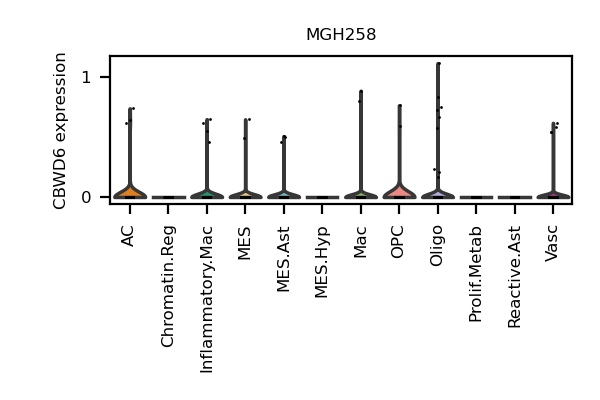 MGH258
CBWD6 expression
1
0
AC
Chromatin.Reg
Inflammatory.Mac
MES
MES.Ast
MES.Hyp
Mac
OPC
Oligo
Prolif.Metab
Reactive.Ast
Vasc